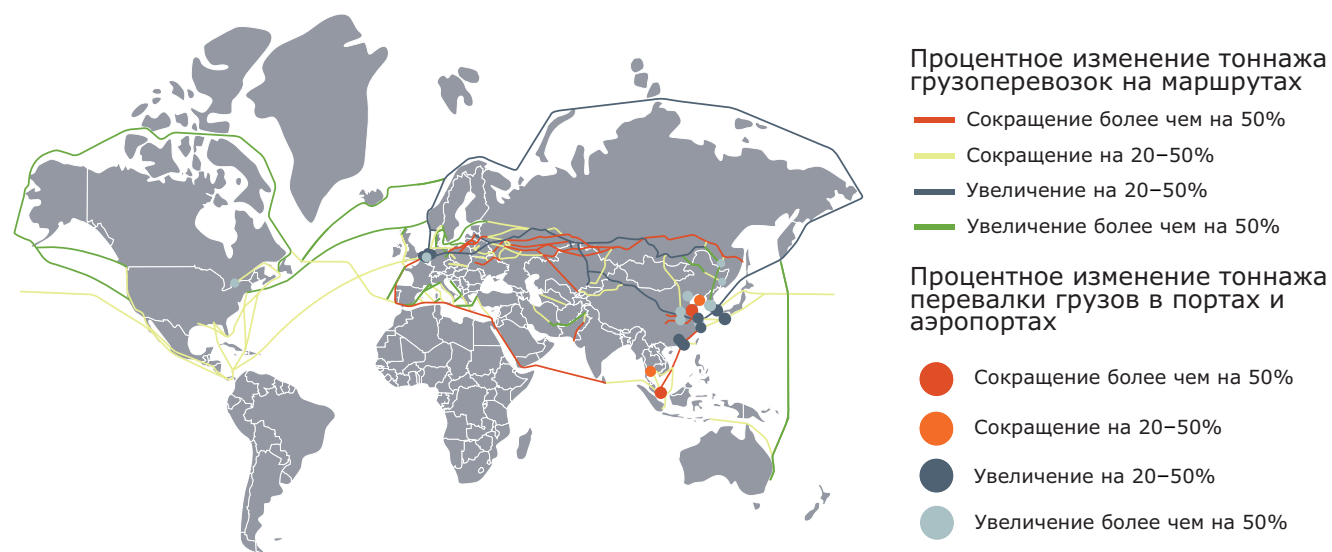 Процентное изменение тоннажа
грузоперевозок на маршрутах
Сокращение более чем на 50%
Сокращение на 20–50%
Увеличение на 20–50%
Увеличение более чем на 50%
Процентное изменение тоннажа
перевалки грузов в портах и
аэропортах
Сокращение более чем на 50%
Сокращение на 20–50%
Увеличение на 20–50%
Увеличение более чем на 50%